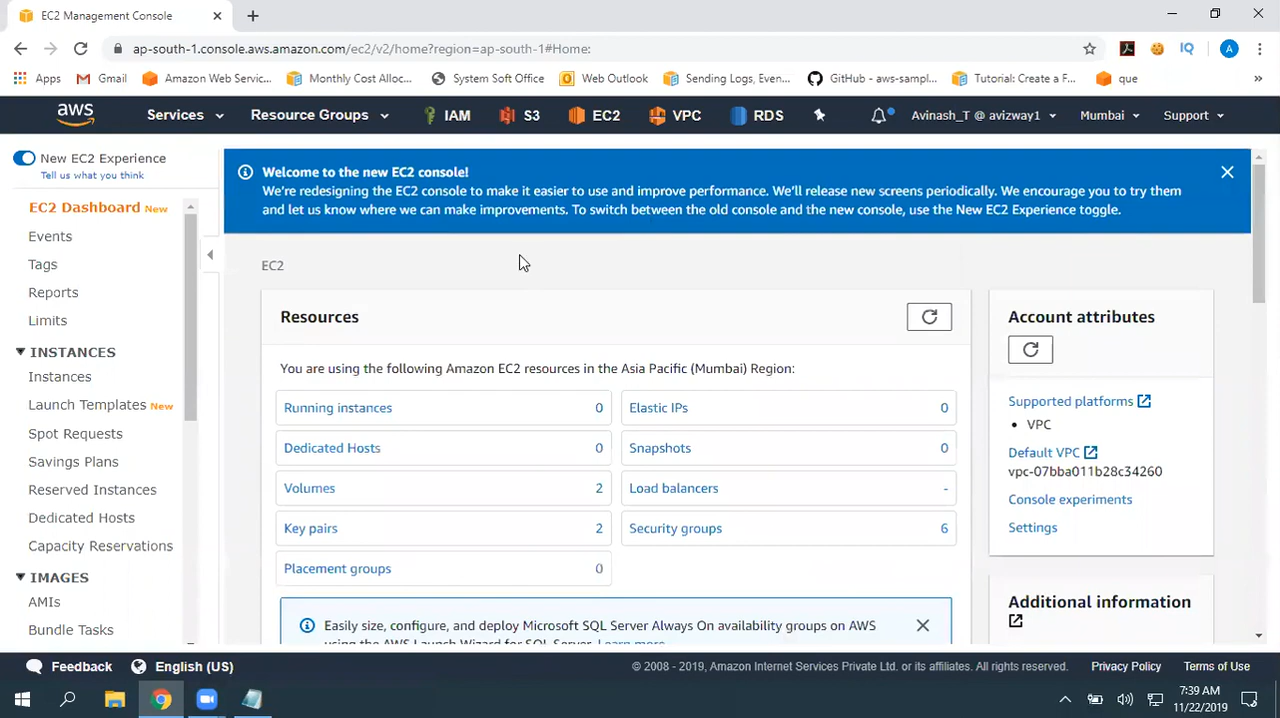 EC2 Management Console
ap-south-1.console.aws.amazon.com/ec2/v2/home?region=ap-south-1#Home:
A
Apps
Gmail
Amazon Web Servic...
Monthly Cost Alloc...
System Soft Office
Web Outlook
Sending Logs, Even...
GitHub - aws-sampl...
Tutorial: Create a F...
que
»
aws
Services
Resource Groups
IAM
S3
EC2
VPC
RDS
Avinash_T @ avizway1
Mumbai
Support
New EC2 Experience
Tell us what you think
EC2 Dashboard New
Events
Tags
Reports
Limits
INSTANCES
Instances
Launch Templates New
Spot Requests
Savings Plans
Reserved Instances
Dedicated Hosts
Capacity Reservations
IMAGES
AMIs
Bundle Tasks
Welcome to the new EC2 console!
We're redesigning the EC2 console to make it easier to use and improve performance. We'll release new screens periodically. We encourage you to try them
and let us know where we can make improvements. To switch between the old console and the new console, use the New EC2 Experience toggle.
EC2
Resources
You are using the following Amazon EC2 resources in the Asia Pacific (Mumbai) Region:
Running instances 0
Elastic IPs 0
Dedicated Hosts 0
Snapshots 0
Volumes 2
Load balancers -
Key pairs 2
Security groups 6
Placement groups 0
Easily size, configure, and deploy Microsoft SQL Server Always On availability groups on AWS
using the AWS Launch Wizard for SQL Server. Learn more
Account attributes
Supported platforms
• VPC
Default VPC
vpc-07bba011b28c34260
Console experiments
Settings
Additional information
Feedback
English (US)
© 2008 - 2019, Amazon Internet Services Private Ltd. or its affiliates. All rights reserved.
Privacy Policy
Terms of Use
7:39 AM
11/22/2019